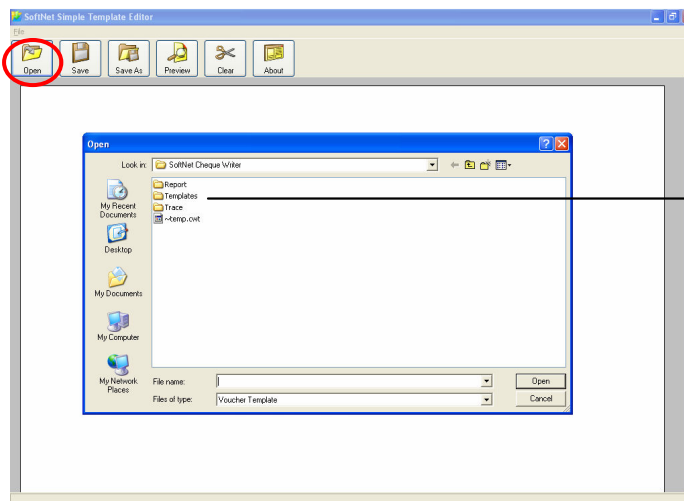 SoftNet Simple Template Editor
File
Open Save Save As Preview Clear About
Open
Look in: SoftNet Cheque Writer
Report
Templates
Trace
~temp.cwt
My Recent
Documents
Desktop
My Documents
My Computer
My Network
Places
File name: Open
Files of type: Voucher Template Cancel